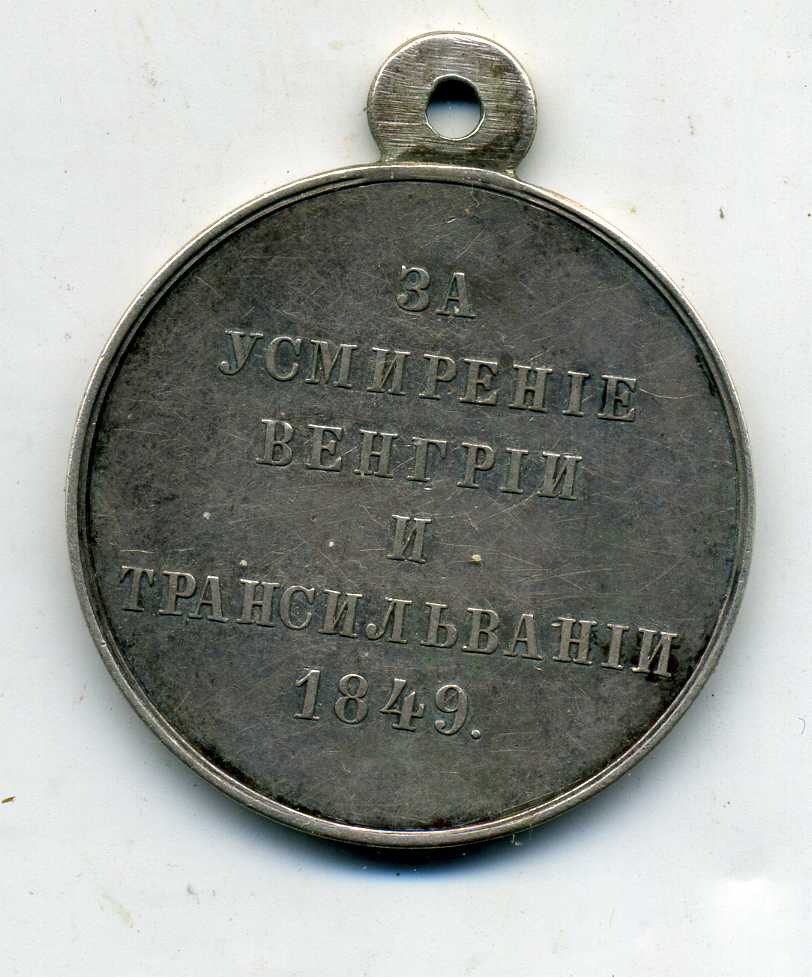 ЗА
УСМИРЕНІЕ
ВЕНГРІИ
И
ТРАНСИЛЬВАНІИ
1849.